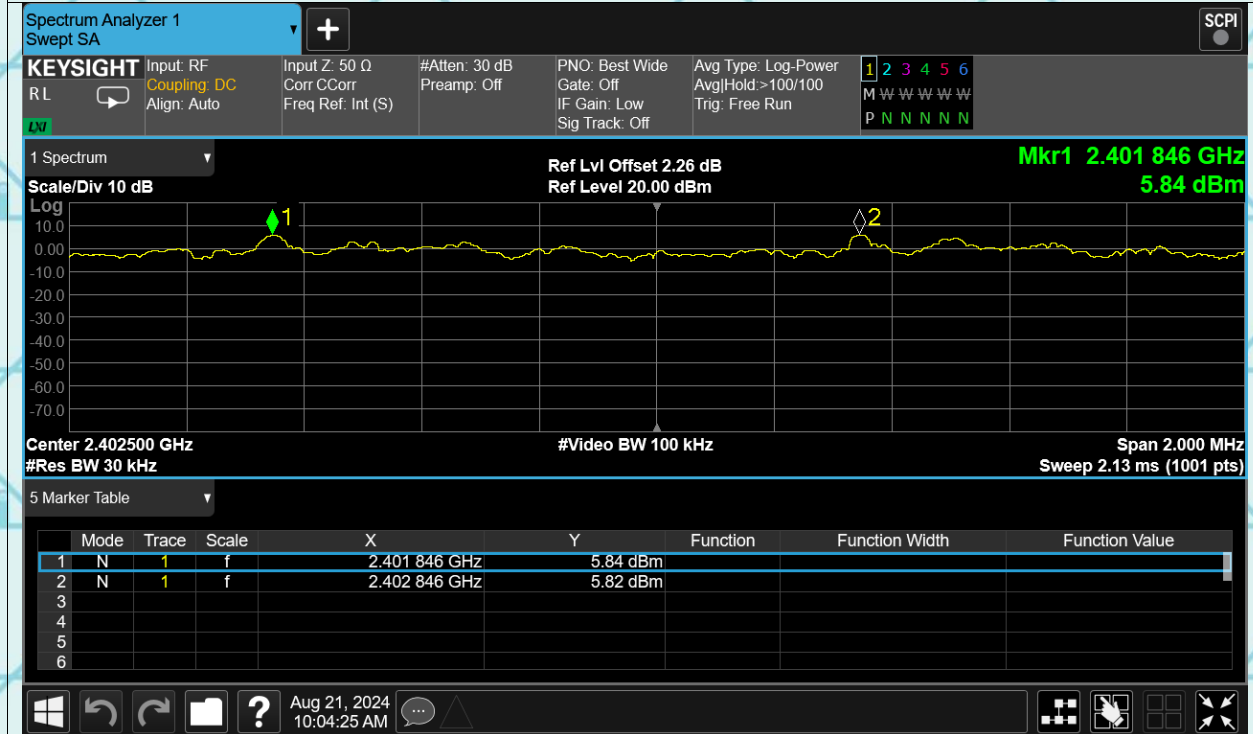 Spectrum Analyzer 1
Swept SA
+
SCPI
KEYSIGHT
R L
LXI
Input: RF
Coupling: DC
Align: Auto
Input Z: 50 Ω
Corr CCorr
Freq Ref: Int (S)
#Atten: 30 dB
Preamp: Off
PNO: Best Wide
Gate: Off
IF Gain: Low
Sig Track: Off
Avg Type: Log-Power
Avg|Hold:>100/100
Trig: Free Run
1 2 3 4 5 6
M W W W W W
P N N N N N
1 Spectrum
Scale/Div 10 dB
Ref Lvl Offset 2.26 dB
Ref Level 20.00 dBm
Mkr1 2.401 846 GHz
5.84 dBm
Log
10.0
0.00
-10.0
-20.0
-30.0
-40.0
-50.0
-60.0
-70.0
1
2
Center 2.402500 GHz
#Video BW 100 kHz
Span 2.000 MHz
#Res BW 30 kHz
Sweep 2.13 ms (1001 pts)
5 Marker Table
Mode Trace Scale X Y Function Function Width Function Value
1 N 1 f 2.401 846 GHz 5.84 dBm
2 N 1 f 2.402 846 GHz 5.82 dBm
3
4
5
6
?
Aug 21, 2024
10:04:25 AM